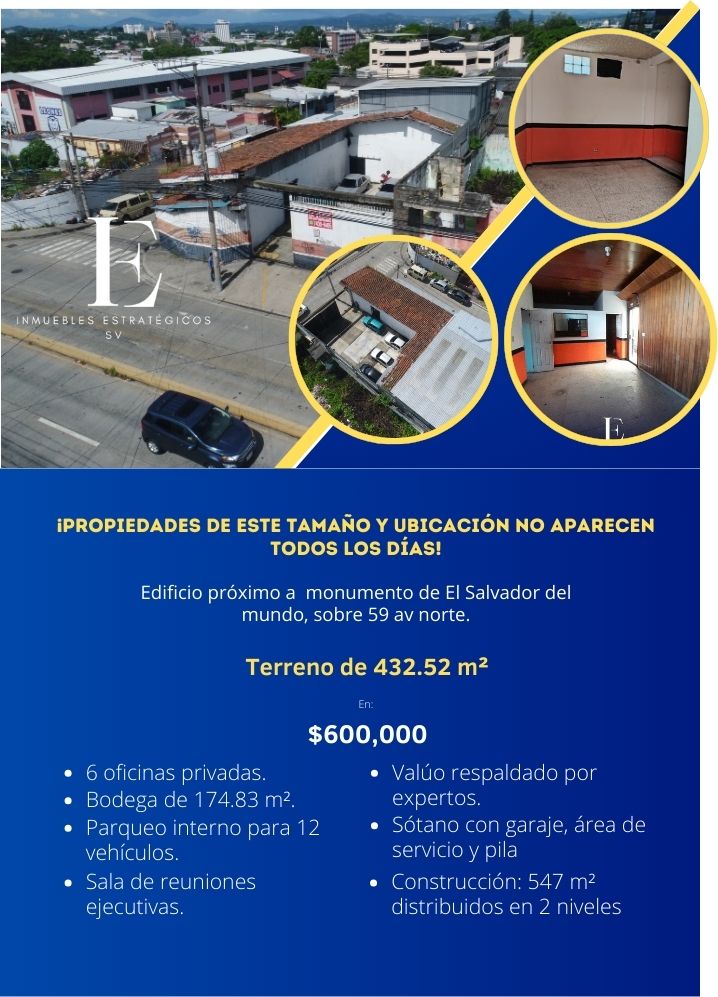 E
INMUEBLES ESTRATÉGICOS
SV
E
¡PROPIEDADES DE ESTE TAMAÑO Y UBICACIÓN NO APARECEN
TODOS LOS DÍAS!
Edificio próximo a monumento de El Salvador del
mundo, sobre 59 av norte.
Terreno de 432.52 m²
En:
$600,000
6 oficinas privadas.
Bodega de 174.83 m².
Parqueo interno para 12
vehículos.
Sala de reuniones
ejecutivas.
Valúo respaldado por
expertos.
Sótano con garaje, área de
servicio y pila
Construcción: 547 m²
distribuidos en 2 niveles